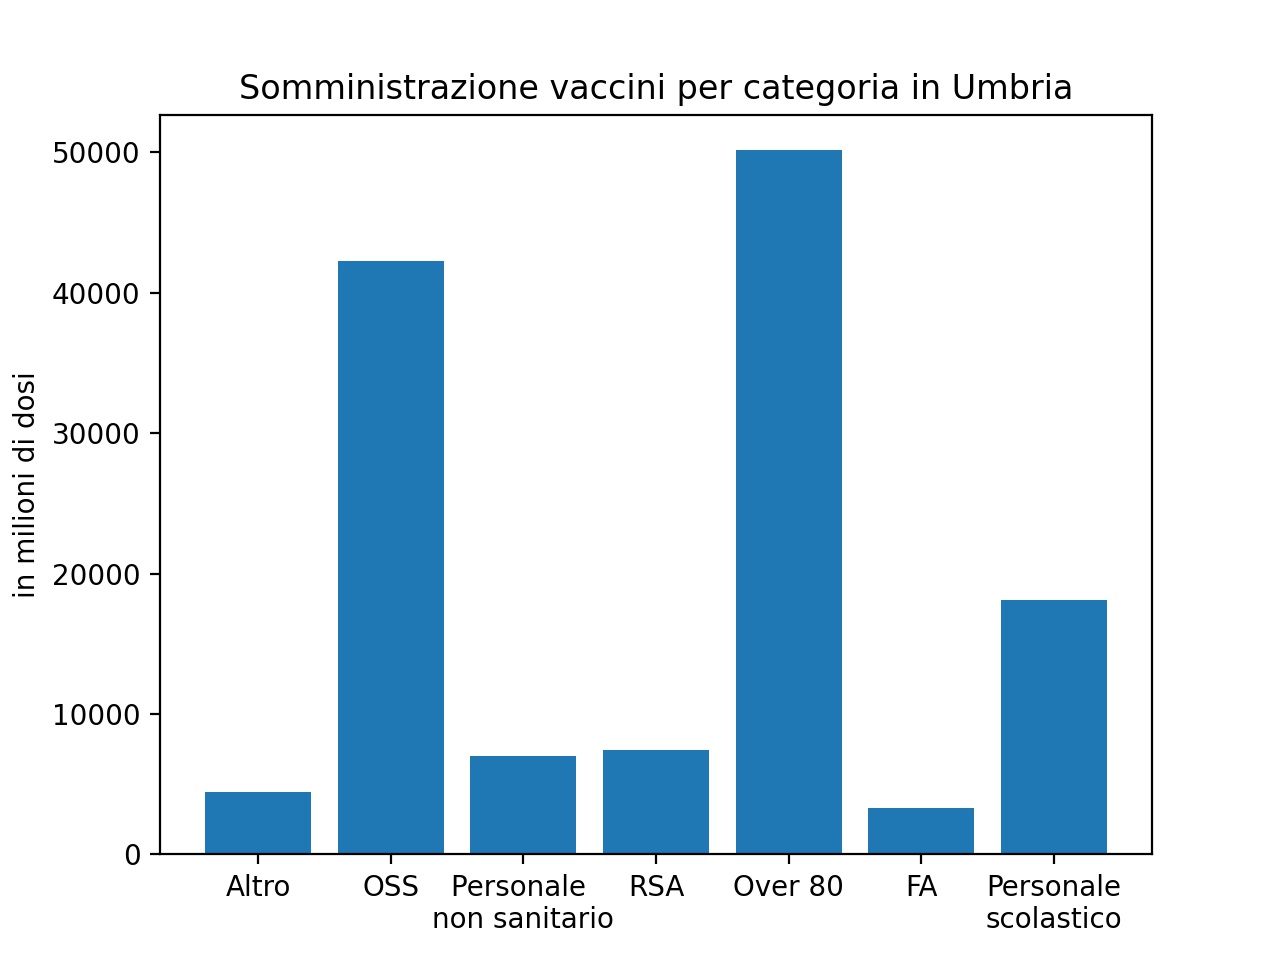 Somministrazione vaccini per categoria in Umbria
in milioni di dosi
50000
40000
30000
20000
10000
0
Altro
OSS
Personale
non sanitario
RSA
Over 80
FA
Personale
scolastico